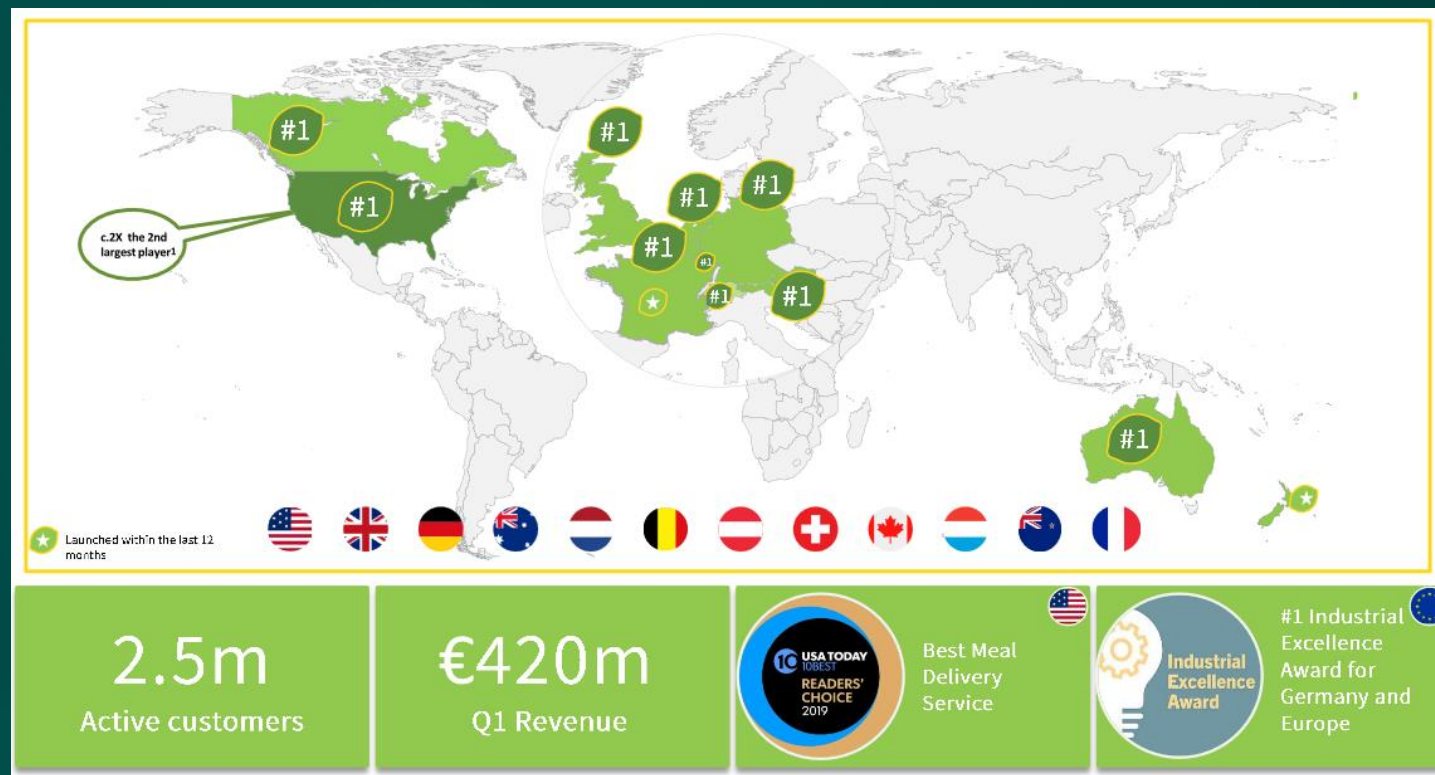 #1
#1
#1
#1
#1
#1
#1
#1
#1
#1
c.2X the 2nd
largest player1
Launched within the last 12
months
2.5m
Active customers
€420m
Q1 Revenue
10 USA TODAY
10BEST
READERS'
CHOICE
2019
Best Meal
Delivery
Service
Industrial
Excellence
Award
#1 Industrial
Excellence
Award for
Germany and
Europe